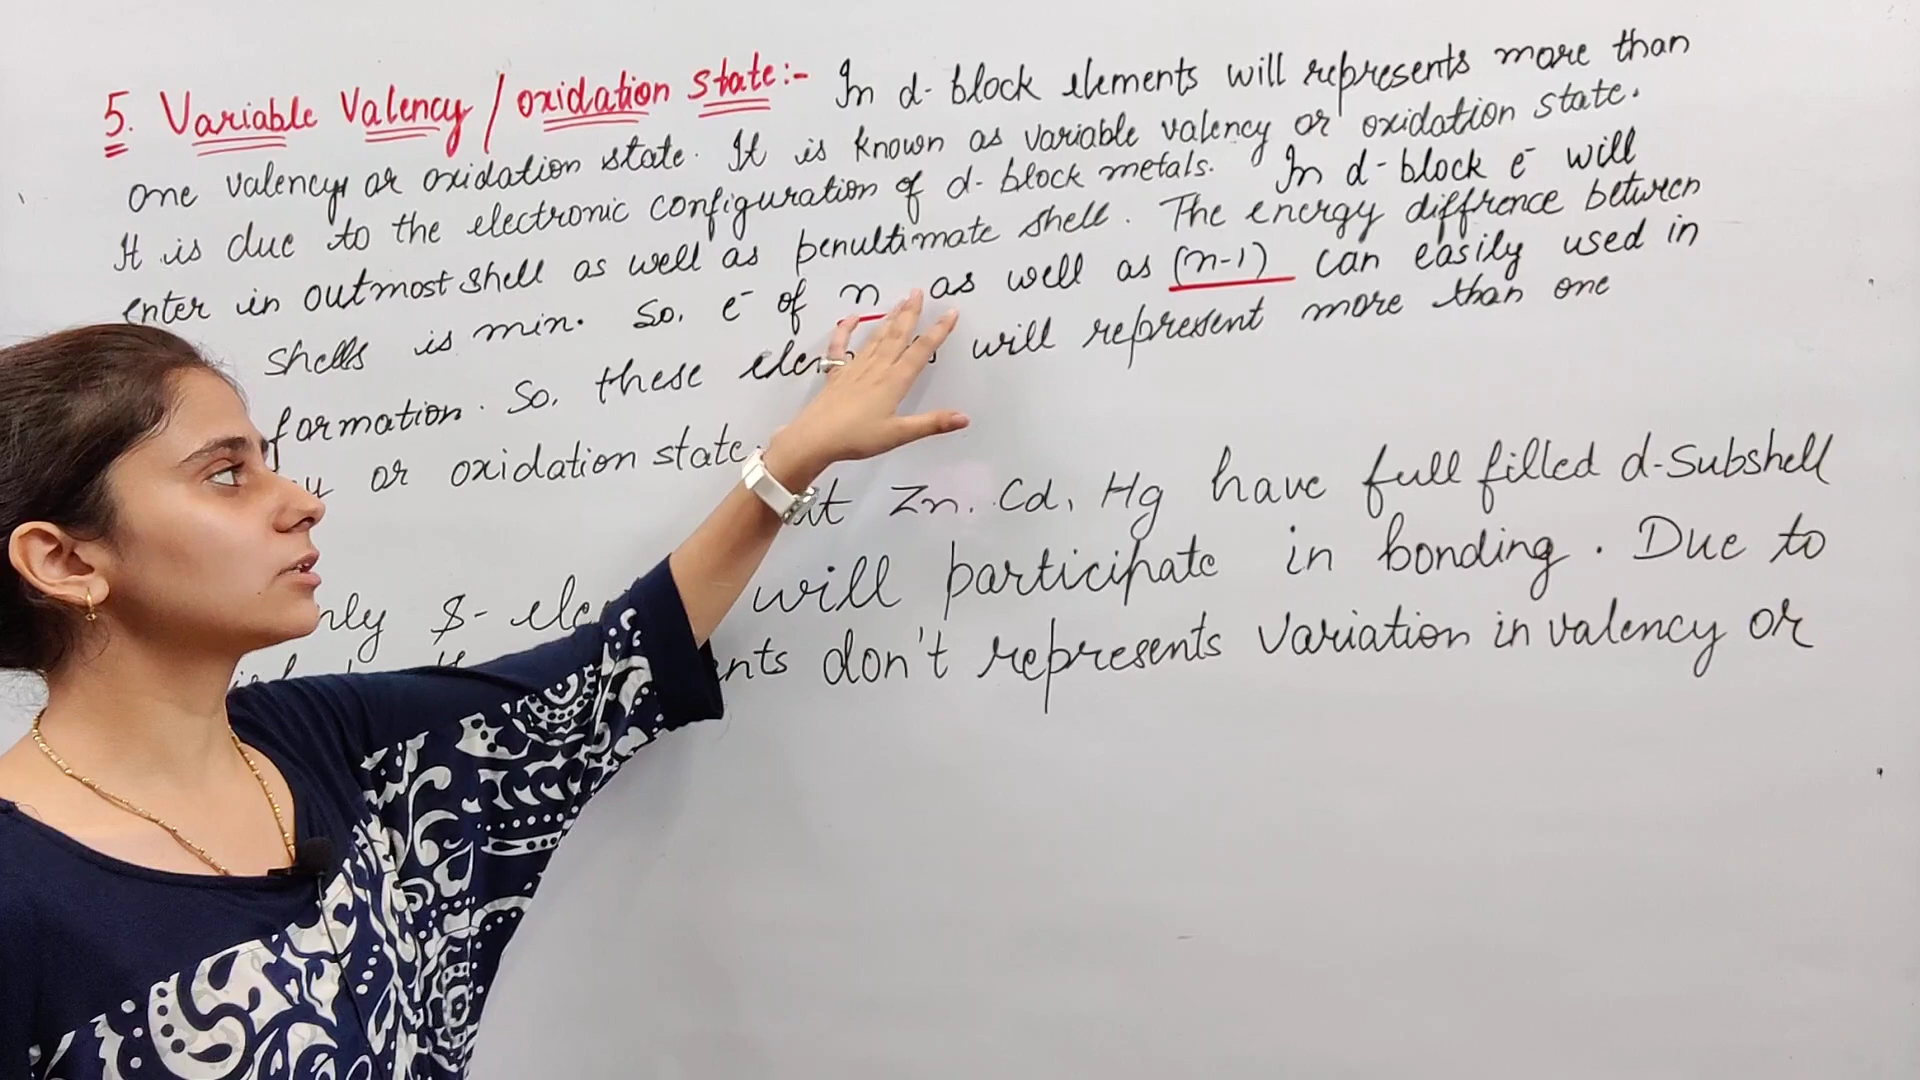 5. Variable Valency / oxidation state:- In d-block elements will represents more than
one valency or oxidation state. It is known as variable valency or oxidation state.
It is due to the electronic configuration of d-block metals. In d-block e⁻ will
enter in outmost shell as well as penultimate shell. The energy diffrence between
shells is min. So, e⁻ of n as well as (n-1) can easily used in
formation. So, these will represent more than one
or oxidation state.
Zn, Cd, Hg have full filled d-Subshell
will participate in bonding. Due to
don't represents variation in valency or